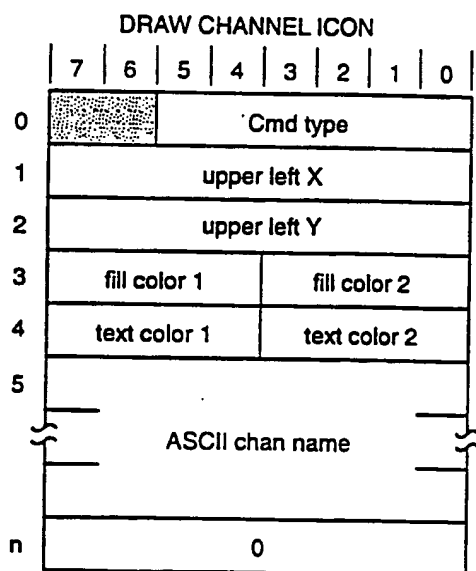 DRAW CHANNEL ICON
7 6 5 4 3 2 1 0
0 Cmd type
1 upper left X
2 upper left Y
3 fill color 1 fill color 2
4 text color 1 text color 2
5
ASCII chan name
n 0